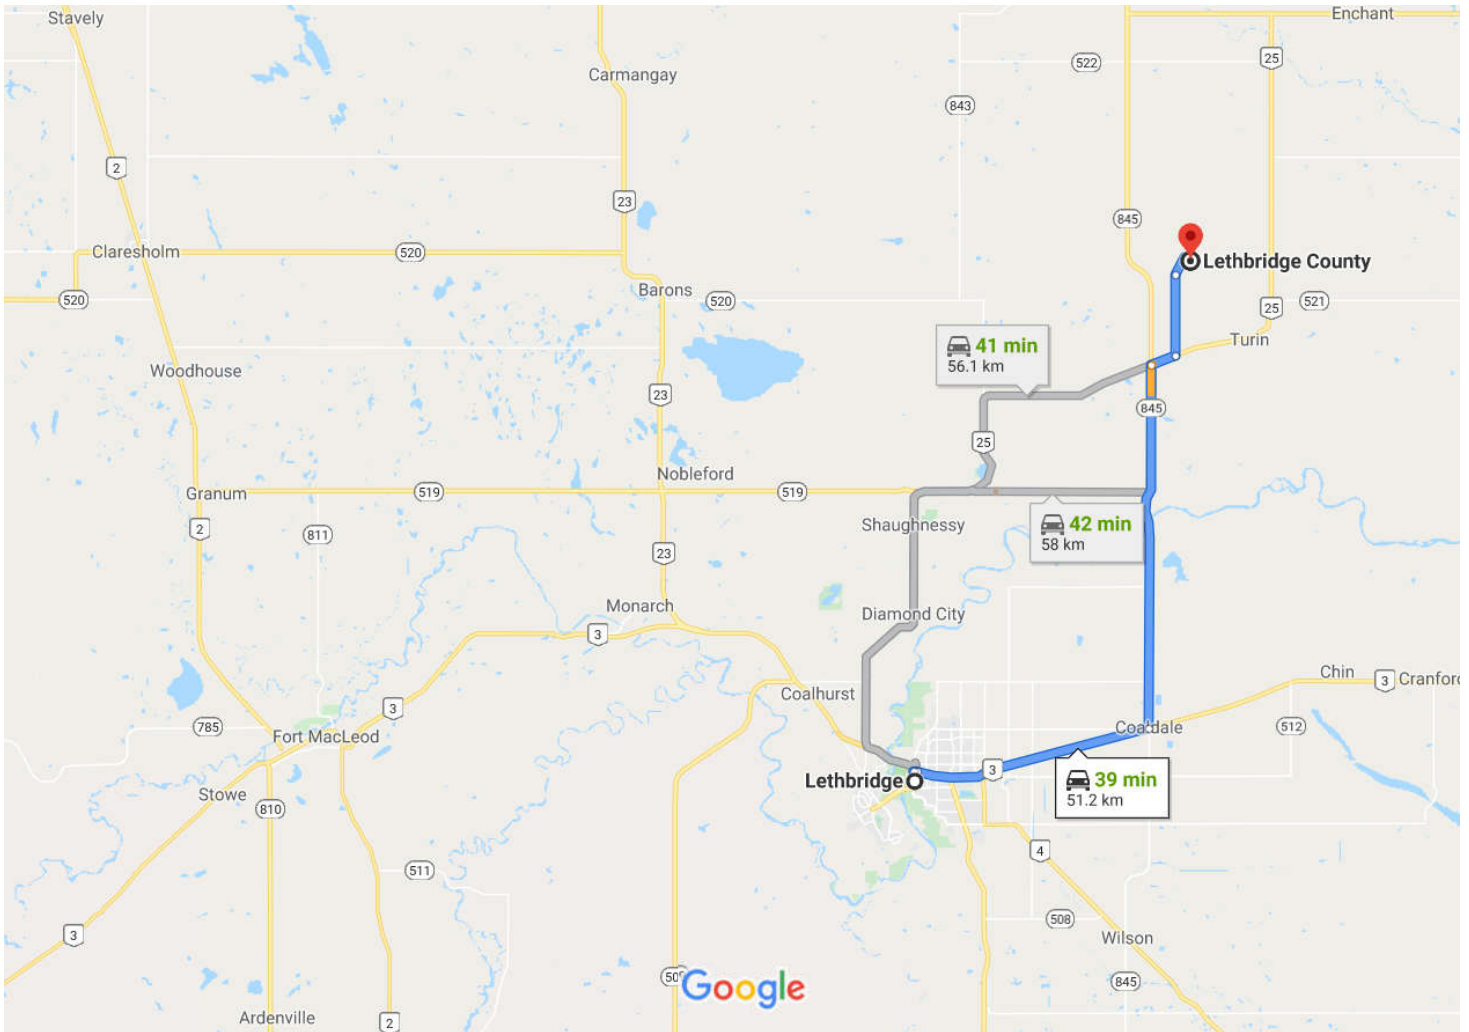 Stavely
Enchant
25
522
Carmangay
843
2
23
845
Claresholm
520
Lethbridge County
520
Barons
520
25
521
41 min
56.1 km
Turin
Woodhouse
23
845
25
Nobleford
Granum
519
519
Shaughnessy
42 min
58 km
2
811
23
Monarch
3
Diamond City
Chin
3
Cranford
Coalhurst
3
785
Fort MacLeod
Coaldale
512
3
39 min
51.2 km
Lethbridge
Stowe
810
4
511
508
3
Wilson
845
Google
Ardenville
2